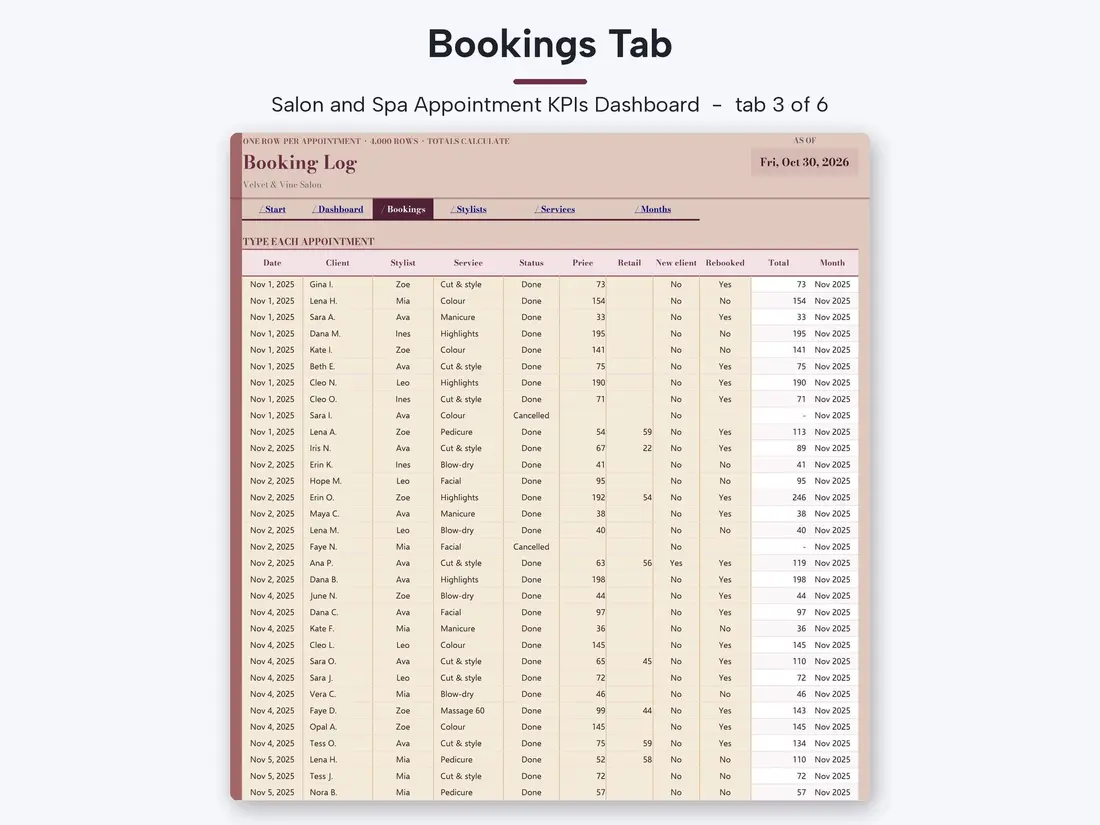 Bookings Tab
Salon and Spa Appointment KPIs Dashboard - tab 3 of 6
ONE ROW PER APPOINTMENT · 4,000 ROWS · TOTALS CALCULATE
AS OF
Booking Log
Fri, Oct 30, 2026
Velvet & Vine Salon
/ Start / Dashboard / Bookings / Stylists / Services / Months
TYPE EACH APPOINTMENT
Date Client Stylist Service Status Price Retail New client Rebooked Total Month
Nov 1, 2025 Gina I. Zoe Cut & style Done 73 No Yes 73 Nov 2025
Nov 1, 2025 Lena H. Mia Colour Done 154 No No 154 Nov 2025
Nov 1, 2025 Sara A. Ava Manicure Done 33 No Yes 33 Nov 2025
Nov 1, 2025 Dana M. Ines Highlights Done 195 No No 195 Nov 2025
Nov 1, 2025 Kate I. Zoe Colour Done 141 No No 141 Nov 2025
Nov 1, 2025 Beth E. Ava Cut & style Done 75 No Yes 75 Nov 2025
Nov 1, 2025 Cleo N. Leo Highlights Done 190 No Yes 190 Nov 2025
Nov 1, 2025 Cleo O. Ines Cut & style Done 71 No Yes 71 Nov 2025
Nov 1, 2025 Sara I. Ava Colour Cancelled No - Nov 2025
Nov 1, 2025 Lena A. Zoe Pedicure Done 54 59 No Yes 113 Nov 2025
Nov 2, 2025 Iris N. Ava Cut & style Done 67 22 No Yes 89 Nov 2025
Nov 2, 2025 Erin K. Ines Blow-dry Done 41 No No 41 Nov 2025
Nov 2, 2025 Hope M. Leo Facial Done 95 No No 95 Nov 2025
Nov 2, 2025 Erin O. Zoe Highlights Done 192 54 No Yes 246 Nov 2025
Nov 2, 2025 Maya C. Ava Manicure Done 38 No Yes 38 Nov 2025
Nov 2, 2025 Lena M. Leo Blow-dry Done 40 No No 40 Nov 2025
Nov 2, 2025 Faye N. Mia Facial Cancelled No - Nov 2025
Nov 2, 2025 Ana P. Ava Cut & style Done 63 56 Yes Yes 119 Nov 2025
Nov 2, 2025 Dana B. Ava Highlights Done 198 No Yes 198 Nov 2025
Nov 4, 2025 June N. Zoe Blow-dry Done 44 No Yes 44 Nov 2025
Nov 4, 2025 Dana C. Ava Facial Done 97 No Yes 97 Nov 2025
Nov 4, 2025 Kate F. Mia Manicure Done 36 No No 36 Nov 2025
Nov 4, 2025 Cleo L. Leo Colour Done 145 No Yes 145 Nov 2025
Nov 4, 2025 Sara O. Ava Cut & style Done 65 45 No Yes 110 Nov 2025
Nov 4, 2025 Sara J. Leo Cut & style Done 72 No Yes 72 Nov 2025
Nov 4, 2025 Vera C. Mia Blow-dry Done 46 No No 46 Nov 2025
Nov 4, 2025 Faye D. Zoe Massage 60 Done 99 44 No Yes 143 Nov 2025
Nov 4, 2025 Opal A. Zoe Colour Done 145 No Yes 145 Nov 2025
Nov 4, 2025 Tess O. Ava Cut & style Done 75 59 No Yes 134 Nov 2025
Nov 5, 2025 Lena H. Mia Pedicure Done 52 58 No No 110 Nov 2025
Nov 5, 2025 Tess J. Mia Cut & style Done 72 No No 72 Nov 2025
Nov 5, 2025 Nora B. Mia Pedicure Done 57 No No 57 Nov 2025